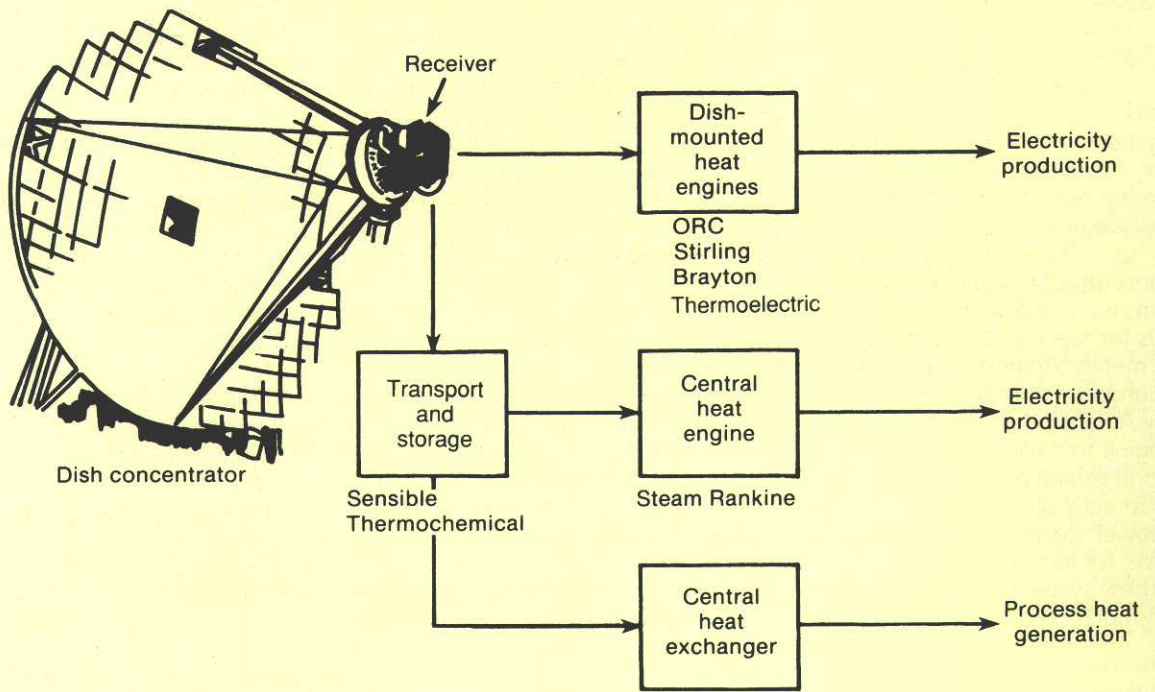 Receiver
Dish-
mounted
heat
engines
Electricity
production
ORC
Stirling
Brayton
Thermoelectric
Transport
and
storage
Central
heat
engine
Electricity
production
Dish concentrator
Sensible
Thermochemical
Steam Rankine
Central
heat
exchanger
Process heat
generation